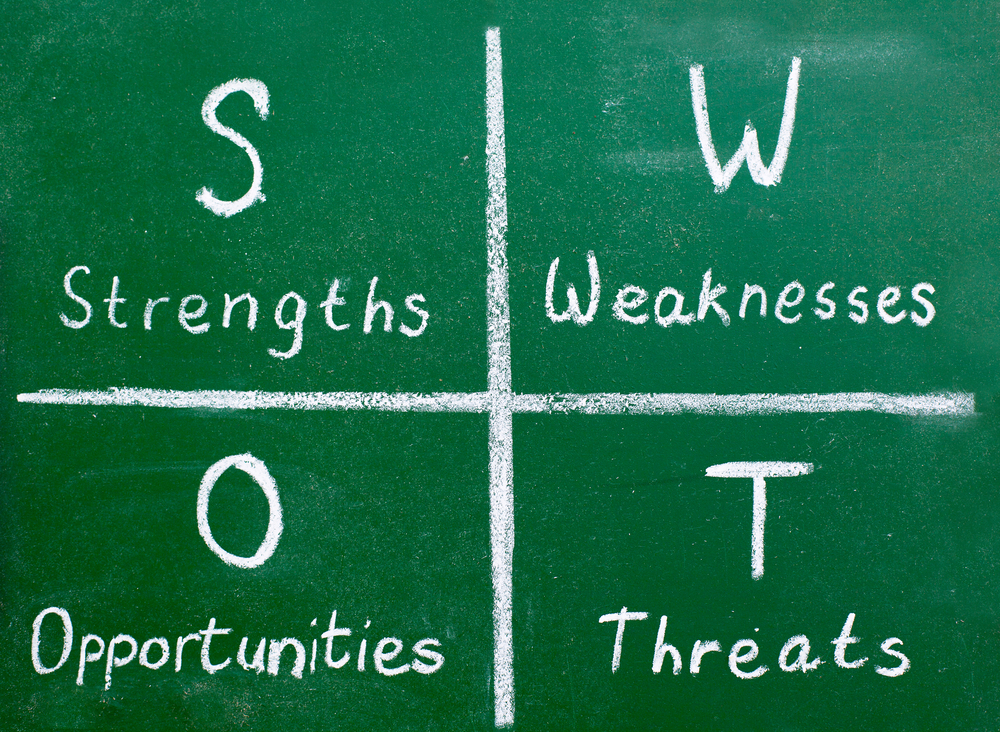 S
Strengths
W
Weaknesses
O
Opportunities
T
Threats